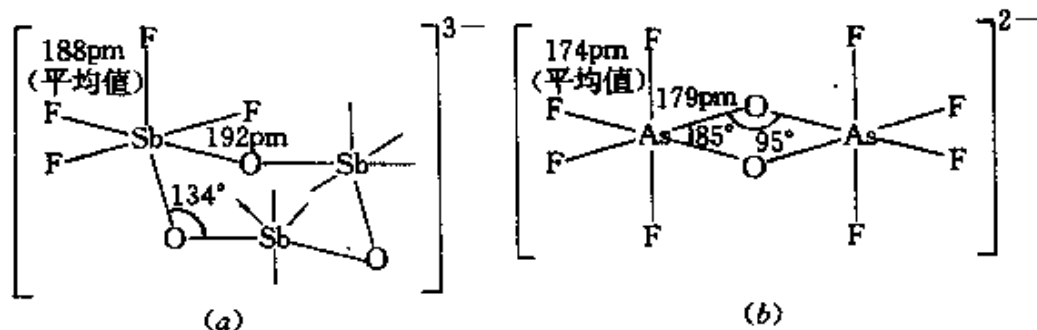 3—
188pm
(平均值)
F
F
F
F
Sb
192pm
O
Sb
134°
O
Sb
O
(a)
2—
174pm
(平均值)
F
F
F
F
179pm
O
As
85°
95°
As
O
F
F
F
F
(b)